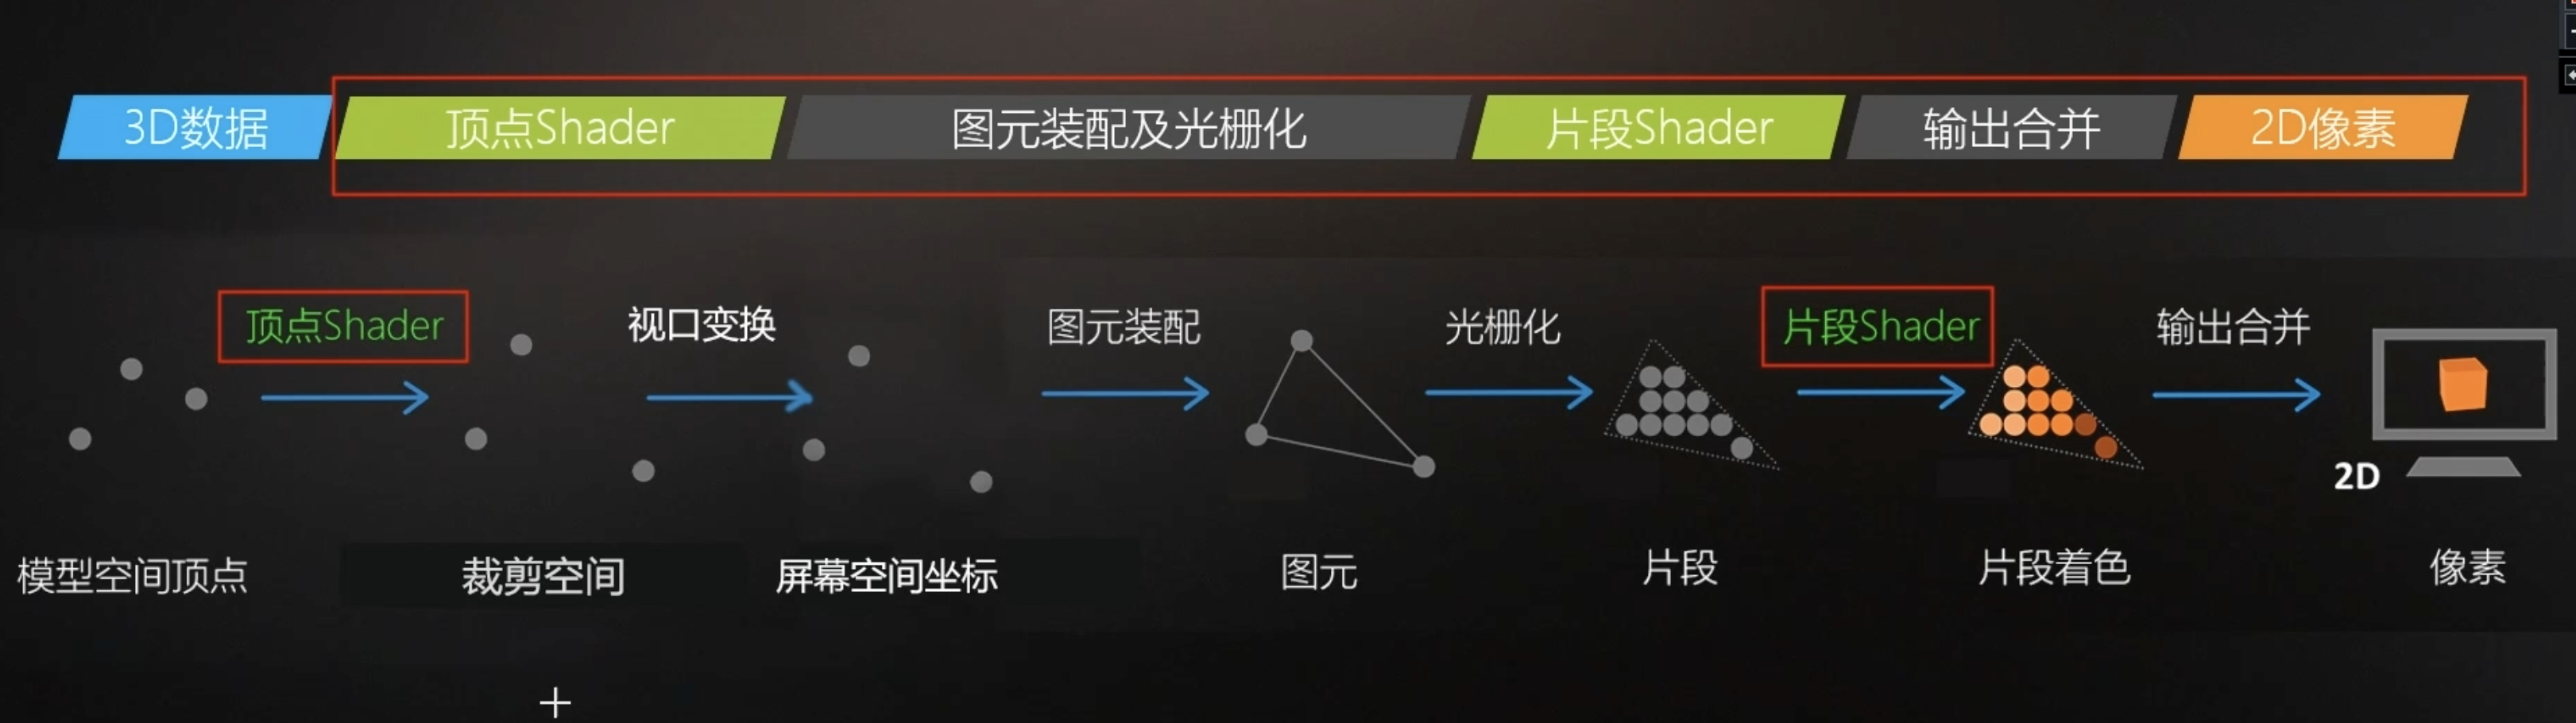 3D数据 顶点Shader 图元装配及光栅化 片段Shader 输出合并 2D像素
顶点Shader 视口变换 图元装配 光栅化 片段Shader 输出合并
2D
模型空间顶点 裁剪空间 屏幕空间坐标 图元 片段 片段着色 像素